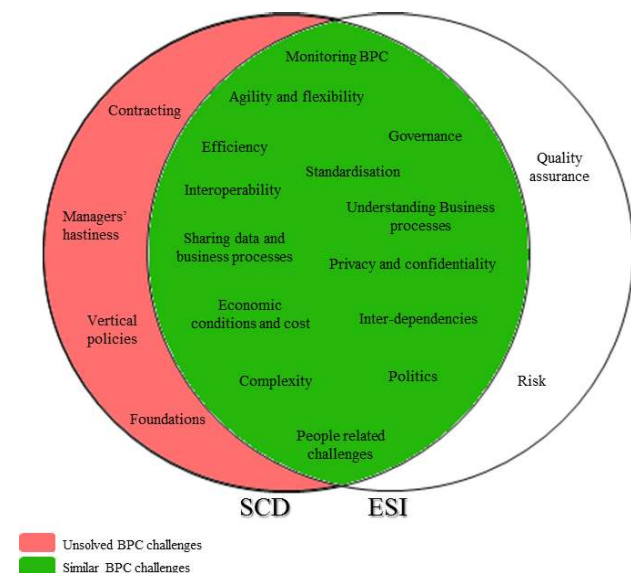 Monitoring BPC
Agility and flexibility
Contracting
Governance
Efficiency
Quality
assurance
Standardisation
Interoperability
Understanding Business
processes
Managers'
hastiness
Sharing data and
business processes
Privacy and confidentiality
Economic
conditions and cost
Vertical
policies
Inter-dependencies
Complexity
Politics
Risk
Foundations
People related
challenges
SCD
ESI
Unsolved BPC challenges
Similar BPC challenges